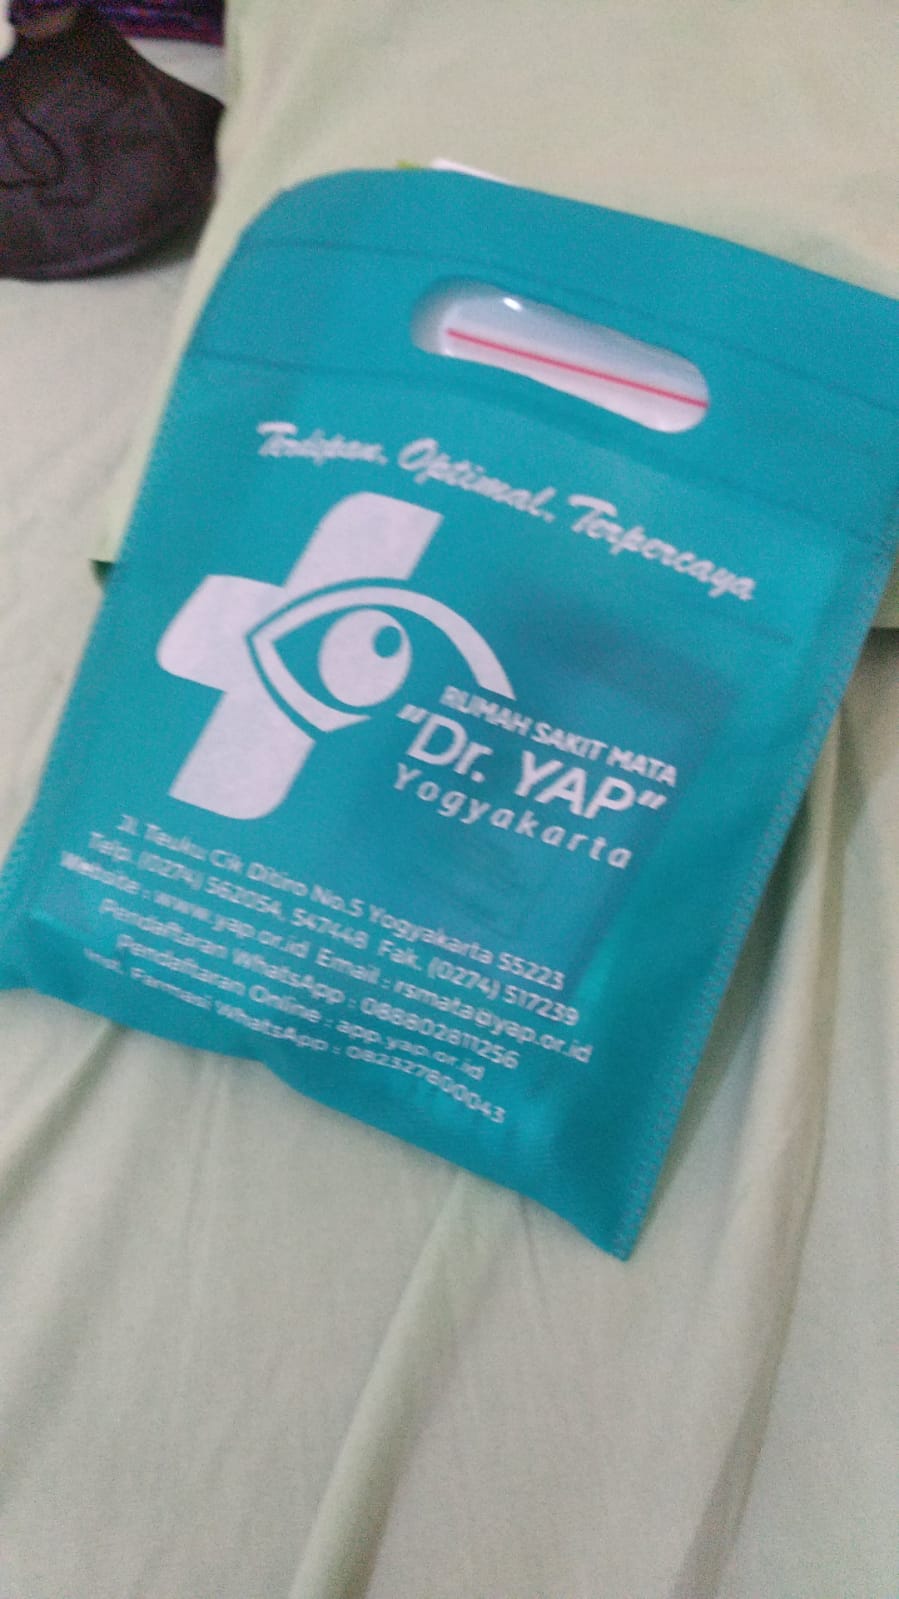 Terdepan, Optimal, Terpercaya
RUMAH SAKIT MATA
"Dr. YAP"
Yogyakarta
Jl. Teuku Cik Ditiro No.5 Yogyakarta 55223
Telp. (0274) 562054, 547448 Fak. (0274) 517239
Website : www.yap.or.id Email : rsmata@yap.or.id
Pendaftaran WhatsApp : 088802811256
Pendaftaran Online : app.yap.or.id
Farmasi WhatsApp : 082327800043